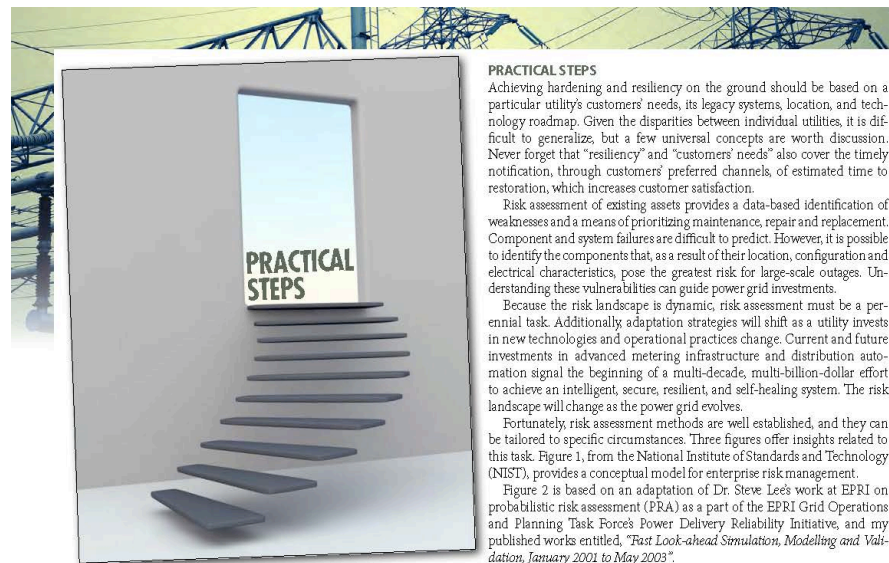 PRACTICAL
STEPS
PRACTICAL STEPS
Achieving hardening and resiliency on the ground should be based on a
particular utility's customers' needs, its legacy systems, location, and tech-
nology roadmap. Given the disparities between individual utilities, it is dif-
ficult to generalize, but a few universal concepts are worth discussion.
Never forget that "resiliency" and "customers' needs" also cover the timely
notification, through customers' preferred channels, of estimated time to
restoration, which increases customer satisfaction.
Risk assessment of existing assets provides a data-based identification of
weaknesses and a means of prioritizing maintenance, repair and replacement.
Component and system failures are difficult to predict. However, it is possible
to identify the components that, as a result of their location, configuration and
electrical characteristics, pose the greatest risk for large-scale outages. Un-
derstanding these vulnerabilities can guide power grid investments.
Because the risk landscape is dynamic, risk assessment must be a per-
ennial task. Additionally, adaptation strategies will shift as a utility invests
in new technologies and operational practices change. Current and future
investments in advanced metering infrastructure and distribution auto-
mation signal the beginning of a multi-decade, multi-billion-dollar effort
to achieve an intelligent, secure, resilient, and self-healing system. The risk
landscape will change as the power grid evolves.
Fortunately, risk assessment methods are well established, and they can
be tailored to specific circumstances. Three figures offer insights related to
this task. Figure 1, from the National Institute of Standards and Technology
(NIST), provides a conceptual model for enterprise risk management.
Figure 2 is based on an adaptation of Dr. Steve Lee's work at EPRI on
probabilistic risk assessment (PRA) as a part of the EPRI Grid Operations
and Planning Task Force's Power Delivery Reliability Initiative, and my
published works entitled, "Fast Look-ahead Simulation, Modelling and Vali-
dation, January 2001 to May 2003".